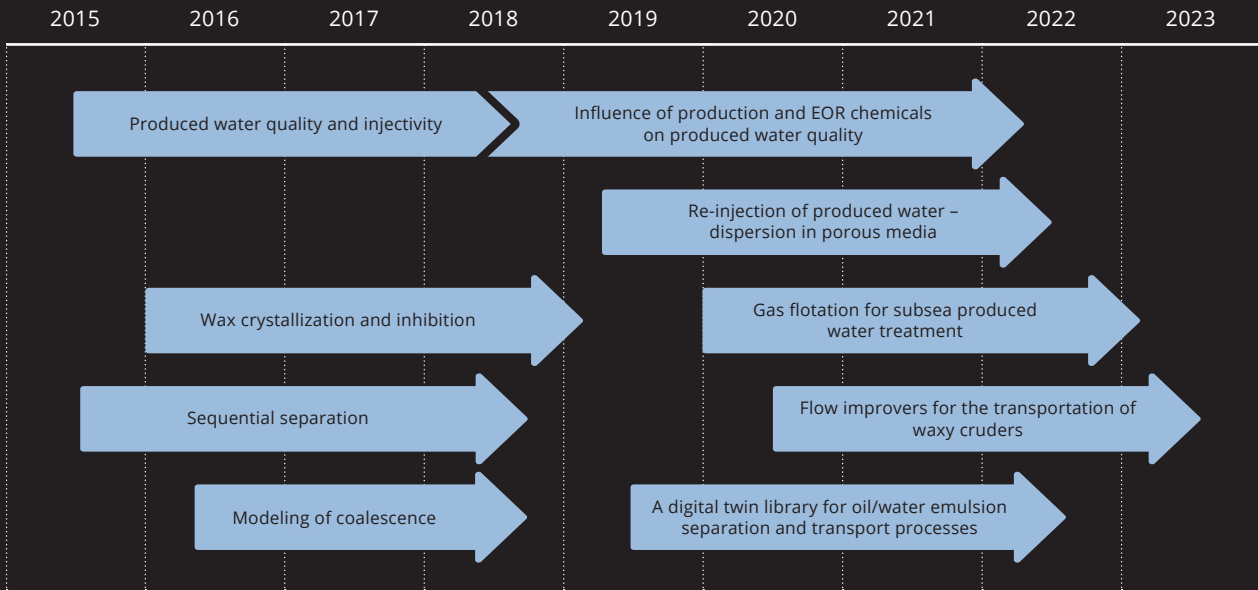 2015 2016 2017 2018 2019 2020 2021 2022 2023
Produced water quality and injectivity
Influence of production and EOR chemicals
on produced water quality
Re-injection of produced water –
dispersion in porous media
Wax crystallization and inhibition
Gas flotation for subsea produced
water treatment
Sequential separation
Flow improvers for the transportation of
waxy cruders
Modeling of coalescence
A digital twin library for oil/water emulsion
separation and transport processes